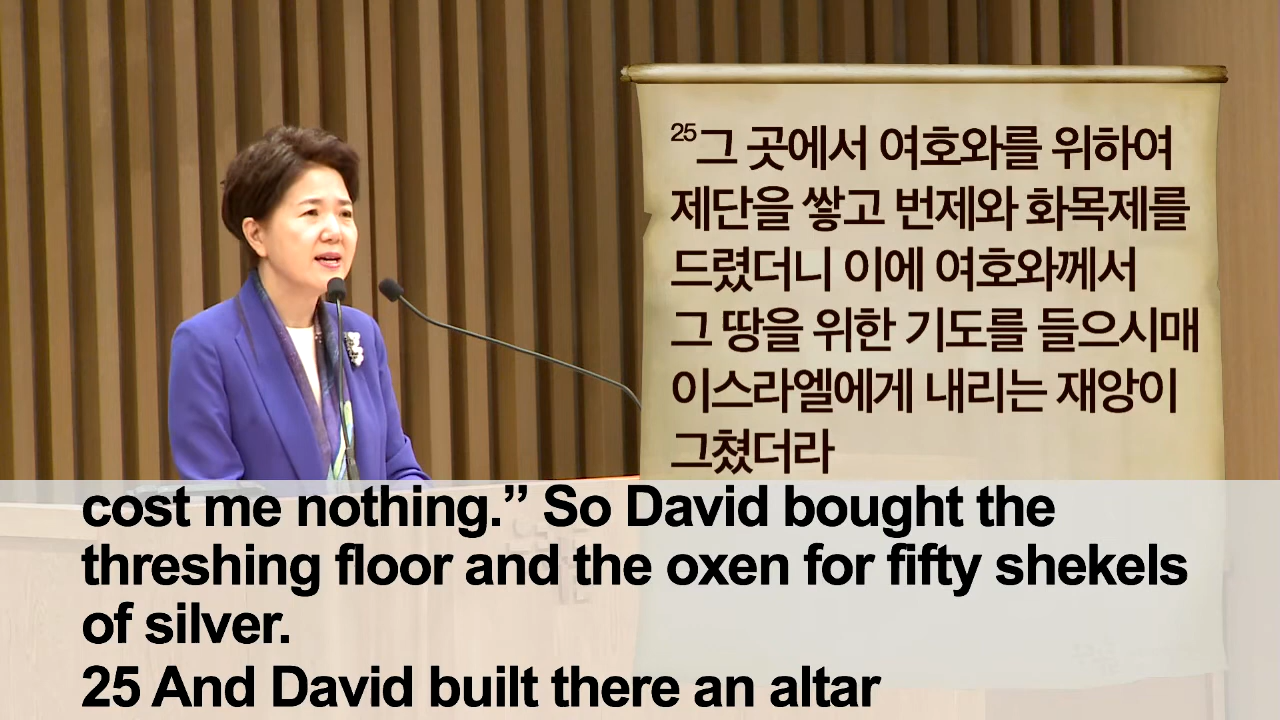 25그 곳에서 여호와를 위하여
제단을 쌓고 번제와 화목제를
드렸더니 이에 여호와께서
그 땅을 위한 기도를 들으시매
이스라엘에게 내리는 재앙이
그쳤더라
cost me nothing.” So David bought the
threshing floor and the oxen for fifty shekels
of silver.
25 And David built there an altar